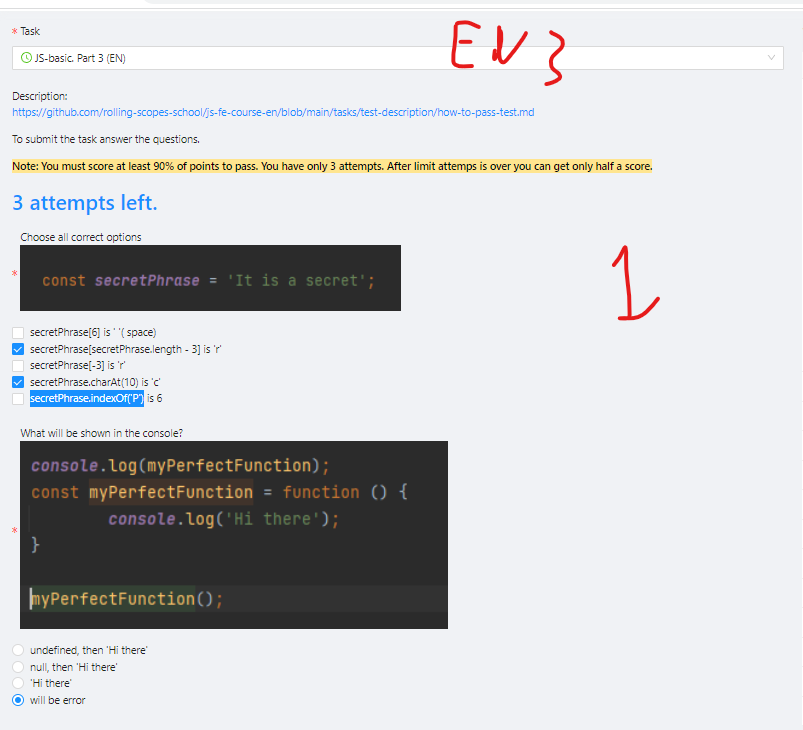 * Task
EN 3
JS-basic. Part 3 (EN)
Description:
https://github.com/rolling-scopes-school/js-fe-course-en/blob/main/tasks/test-description/how-to-pass-test.md
To submit the task answer the questions.
Note: You must score at least 90% of points to pass. You have only 3 attempts. After limit attemps is over you can get only half a score.
3 attempts left.
Choose all correct options
* const secretPhrase = 'It is a secret';
1
secretPhrase[6] is ' '( space)
secretPhrase[secretPhrase.length - 3] is 'r'
secretPhrase[-3] is 'r'
secretPhrase.charAt(10) is 'c'
secretPhrase.indexOf('P') is 6
What will be shown in the console?
console.log(myPerfectFunction);
const myPerfectFunction = function () {
console.log('Hi there');
*
}
myPerfectFunction();
undefined, then 'Hi there'
null, then 'Hi there'
'Hi there'
will be error